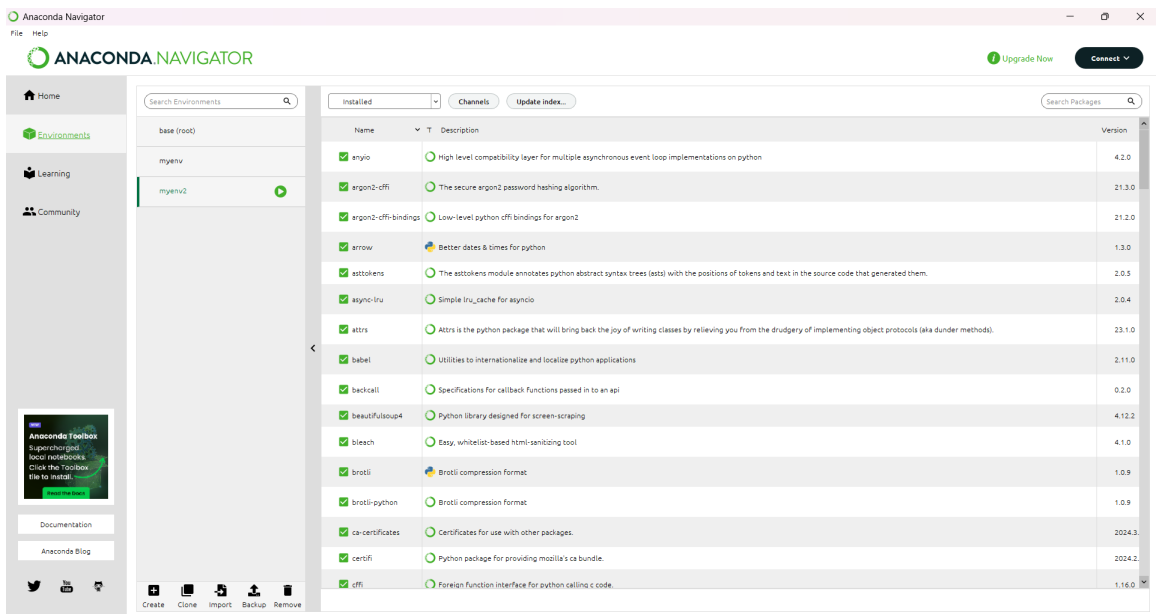 Anaconda Navigator
File Help
ANACONDA.NAVIGATOR
i Upgrade Now
Connect
Home
Environments
Learning
Community
Search Environments
base (root)
myenv
myenv2
Installed
Channels
Update index...
Search Packages
Name T Description Version
anyio High level compatibility layer for multiple asynchronous event loop implementations on python 4.2.0
argon2-cffi The secure argon2 password hashing algorithm. 21.3.0
argon2-cffi-bindings Low-level python cffi bindings for argon2 21.2.0
arrow Better dates & times for python 1.3.0
asttokens The asttokens module annotates python abstract syntax trees (asts) with the positions of tokens and text in the source code that generated them. 2.0.5
async-lru Simple lru_cache for asyncio 2.0.4
attrs Attrs is the python package that will bring back the joy of writing classes by relieving you from the drudgery of implementing object protocols (aka dunder methods). 23.1.0
babel Utilities to internationalize and localize python applications 2.11.0
backcall Specifications for callback functions passed in to an api 0.2.0
beautifulsoup4 Python library designed for screen-scraping 4.12.2
bleach Easy, whitelist-based html-sanitizing tool 4.1.0
brotli Brotli compression format 1.0.9
brotli-python Brotli compression format 1.0.9
ca-certificates Certificates for use with other packages. 2024.3.
certifi Python package for providing mozilla's ca bundle. 2024.2.
cffi Foreign function interface for python calling c code. 1.16.0
NEW
Anaconda Toolbox
Supercharged
local notebooks.
Click the Toolbox
tile to install.
Read the Docs
Documentation
Anaconda Blog
You
Tube
Create Clone Import Backup Remove